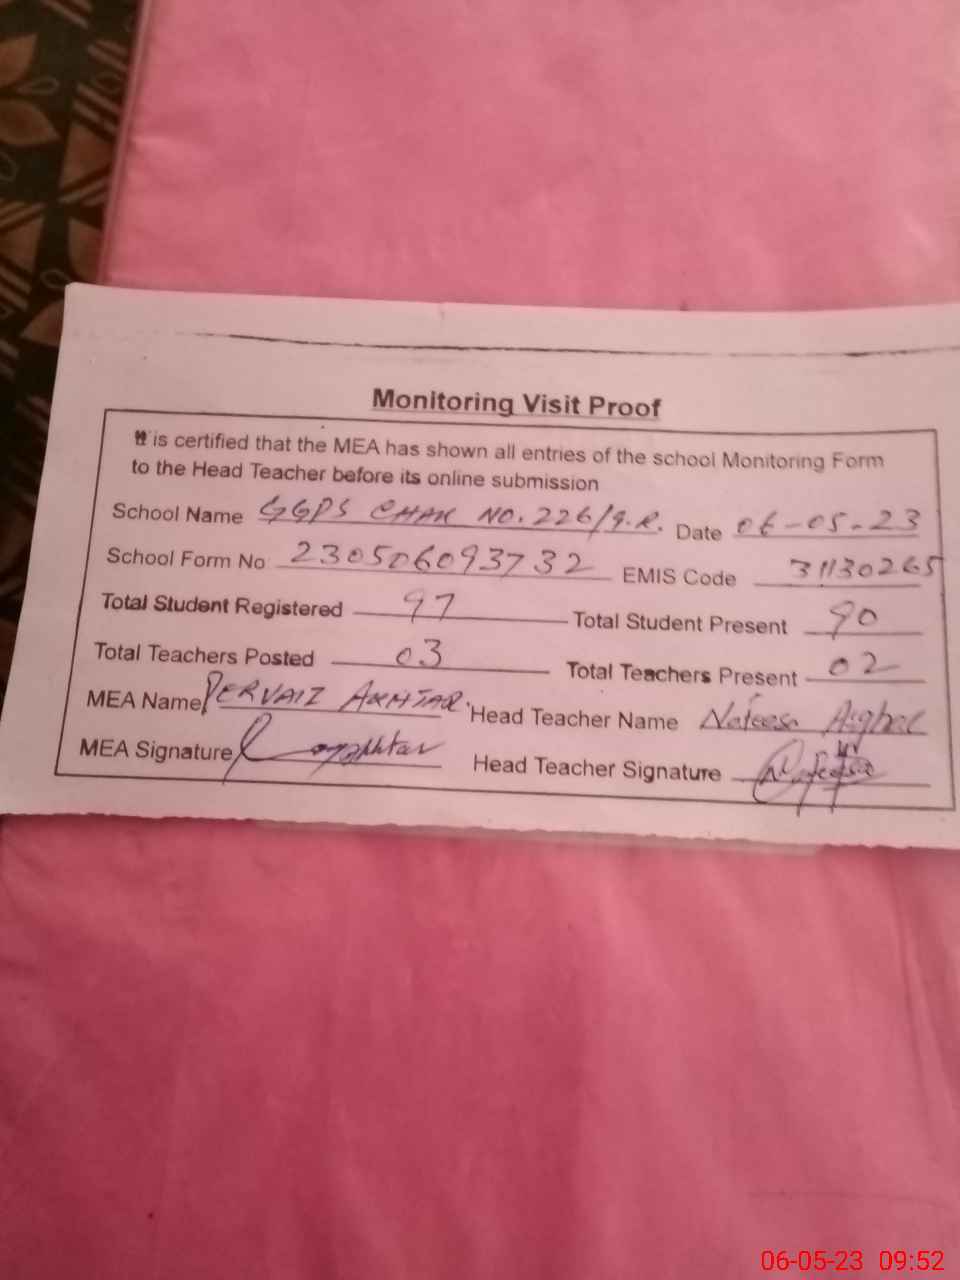 Monitoring Visit Proof
It is certified that the MEA has shown all entries of the school Monitoring Form
to the Head Teacher before its online submission
School Name GGPS CHAK NO. 226/9.R. Date 06-05-23
School Form No 230506093732 EMIS Code 31130265
Total Student Registered 97 Total Student Present 90
Total Teachers Posted 03 Total Teachers Present 02
MEA Name PERVAIZ AKHTAR. Head Teacher Name Nafeesa
MEA Signature Head Teacher Signature
06-05-23 09:52